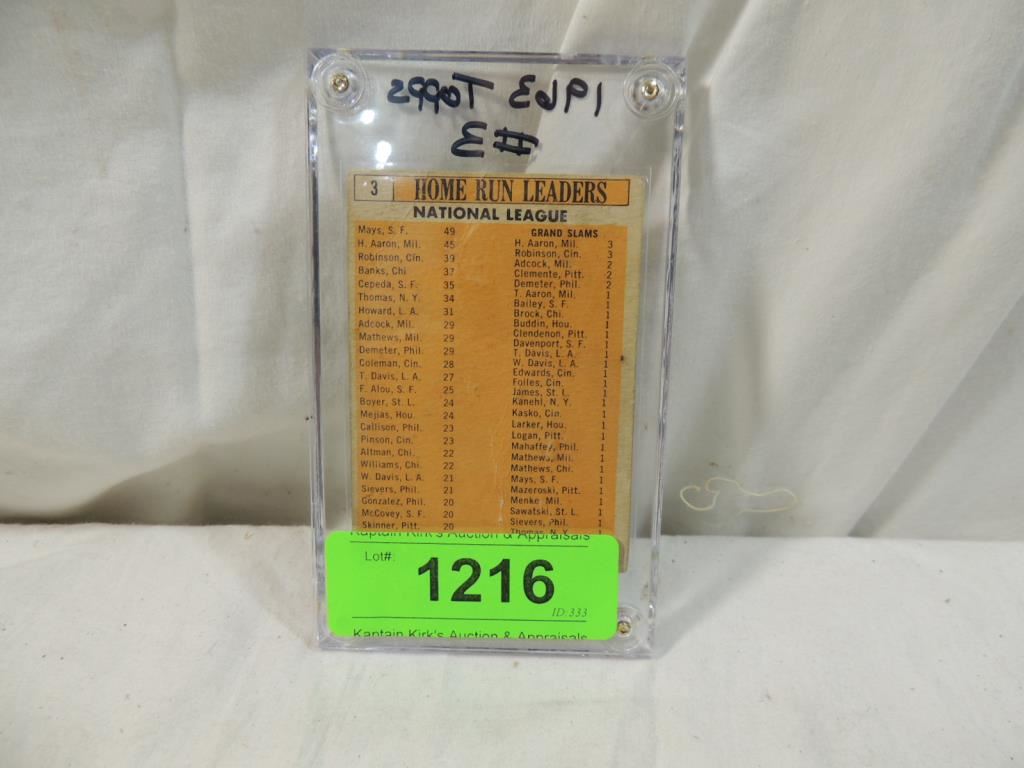 1963 Topps
#3
3 HOME RUN LEADERS
NATIONAL LEAGUE
Mays, S. F. 49
H. Aaron, Mil. 45
Robinson, Cin. 39
Banks, Chi 37
Cepeda, S. F. 35
Thomas, N. Y. 34
Howard, L. A. 31
Adcock, Mil. 29
Mathews, Mil. 29
Demeter, Phil. 29
Coleman, Cin. 28
T. Davis, L. A. 27
F. Alou, S. F. 25
Boyer, St. L. 24
Mejias, Hou. 24
Callison, Phil. 23
Pinson, Cin. 23
Altman, Chi. 22
Williams, Chi. 22
W. Davis, L. A. 21
Sievers, Phil. 21
Gonzalez, Phil. 20
McCovey, S. F. 20
Skinner, Pitt. 20
GRAND SLAMS
H. Aaron, Mil. 3
Robinson, Cin. 3
Adcock, Mil. 2
Clemente, Pitt. 2
Demeter, Phil. 2
T. Aaron, Mil. 1
Bailey, S. F. 1
Brock, Chi. 1
Buddin, Hou. 1
Clendenon, Pitt. 1
Davenport, S. F. 1
T. Davis, L. A. 1
W. Davis, L. A. 1
Edwards, Cin. 1
Folles, Cin. 1
James, St. L. 1
Kanehl, N. Y. 1
Kasko, Cin. 1
Larker, Hou. 1
Logan, Pitt. 1
Mahaffey, Phil. 1
Mathews, Mil. 1
Mathews, Chi. 1
Mays, S. F. 1
Mazeroski, Pitt. 1
Menke Mil. 1
Sawatski, St. L. 1
Sievers, Phil. 1
Thomas, N. Y. 1
Kaptain Kirk's Auction & Appraisals
Lot#: 1216
ID:333
Kaptain Kirk's Auction & Appraisals